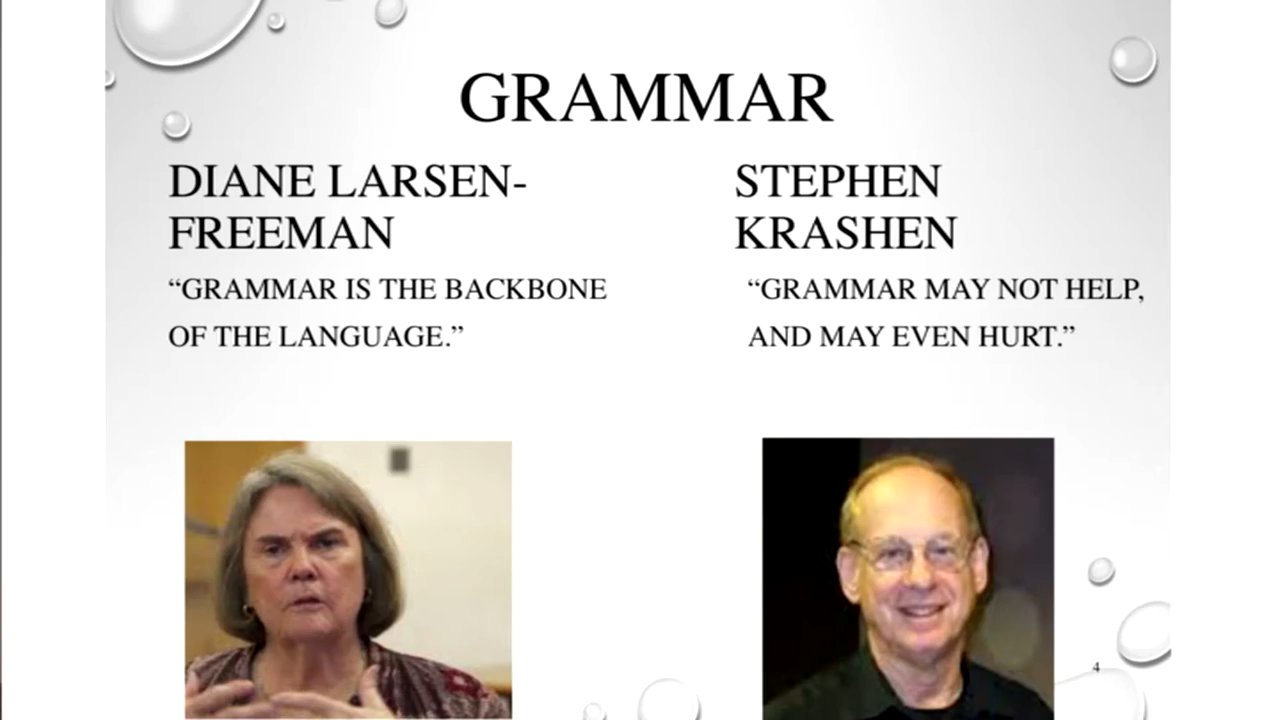 GRAMMAR
DIANE LARSEN-
FREEMAN
“GRAMMAR IS THE BACKBONE
OF THE LANGUAGE.”
STEPHEN
KRASHEN
“GRAMMAR MAY NOT HELP,
AND MAY EVEN HURT.”
4